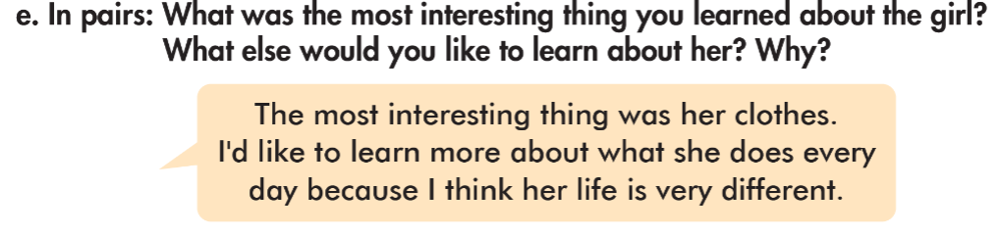 e. In pairs: What was the most interesting thing you learned about the girl?
What else would you like to learn about her? Why?
The most interesting thing was her clothes.
I'd like to learn more about what she does every
day because I think her life is very different.